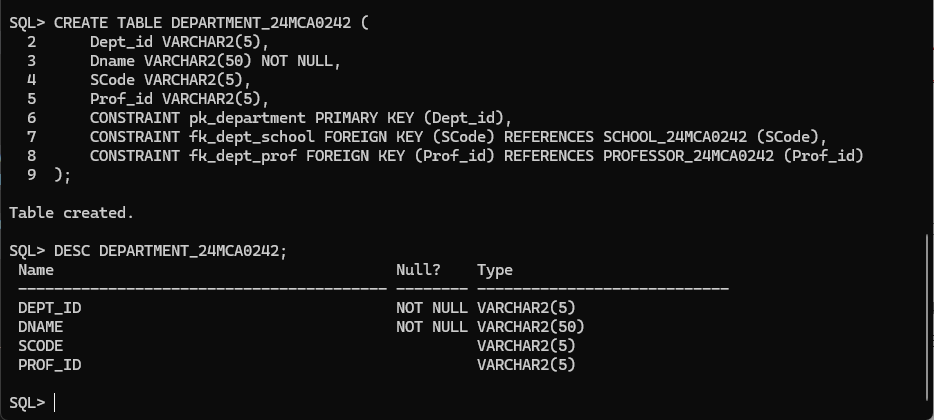 SQL> CREATE TABLE DEPARTMENT_24MCA0242 (
  2      Dept_id VARCHAR2(5),
  3      Dname VARCHAR2(50) NOT NULL,
  4      SCode VARCHAR2(5),
  5      Prof_id VARCHAR2(5),
  6      CONSTRAINT pk_department PRIMARY KEY (Dept_id),
  7      CONSTRAINT fk_dept_school FOREIGN KEY (SCode) REFERENCES SCHOOL_24MCA0242 (SCode),
  8      CONSTRAINT fk_dept_prof FOREIGN KEY (Prof_id) REFERENCES PROFESSOR_24MCA0242 (Prof_id)
  9  );
Table created.
SQL> DESC DEPARTMENT_24MCA0242;
 Name                                      Null?    Type
 ----------------------------------------- -------- ----------------------------
 DEPT_ID                                   NOT NULL VARCHAR2(5)
 DNAME                                     NOT NULL VARCHAR2(50)
 SCODE                                              VARCHAR2(5)
 PROF_ID                                            VARCHAR2(5)
SQL>